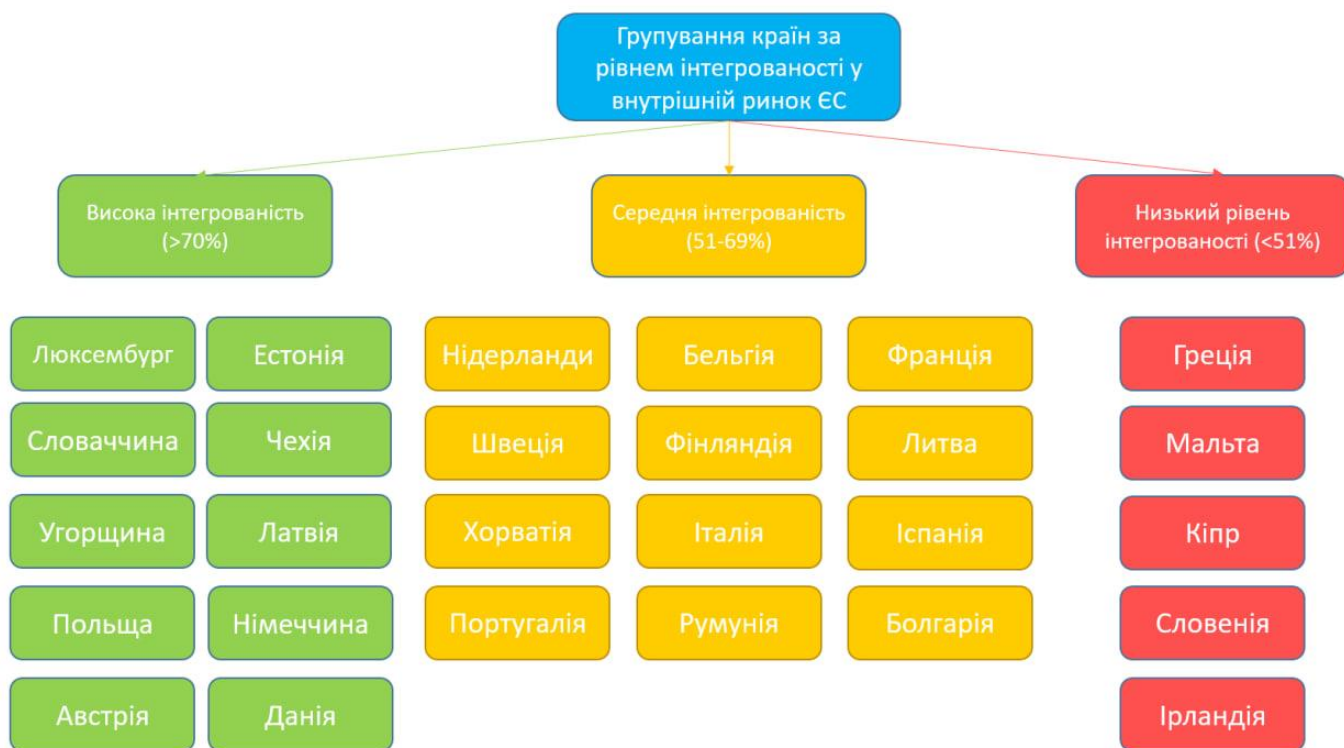 Групування країн за
рівнем інтегрованості у
внутрішній ринок ЄС
Висока інтегрованість
(>70%)
Середня інтегрованість
(51-69%)
Низький рівень
інтегрованості (<51%)
Люксембург
Естонія
Нідерланди
Бельгія
Франція
Греція
Словаччина
Чехія
Швеція
Фінляндія
Литва
Мальта
Угорщина
Латвія
Хорватія
Італія
Іспанія
Кіпр
Польща
Німеччина
Португалія
Румунія
Болгарія
Словенія
Австрія
Данія
Ірландія